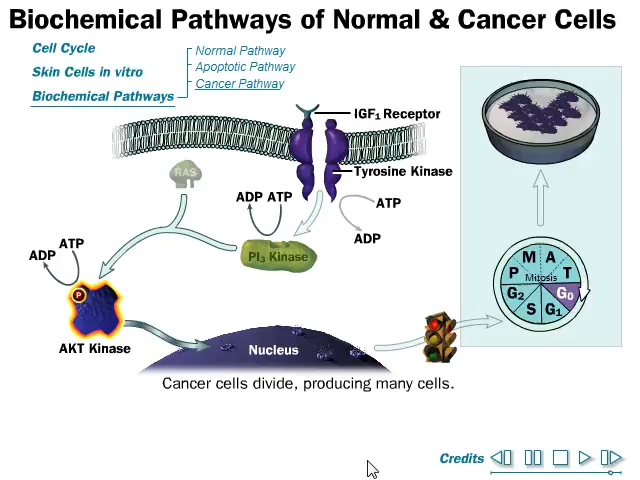 Biochemical Pathways of Normal & Cancer Cells
Cell Cycle
Normal Pathway
Apoptotic Pathway
Skin Cells in vitro
Cancer Pathway
Biochemical Pathways
IGF1 Receptor
RAS
Tyrosine Kinase
ADP ATP
ATP
ADP
ATP
ADP
PI3 Kinase
M A
P Mitosis T
G2 G0
S G1
P
AKT Kinase
Nucleus
Cancer cells divide, producing many cells.
Credits